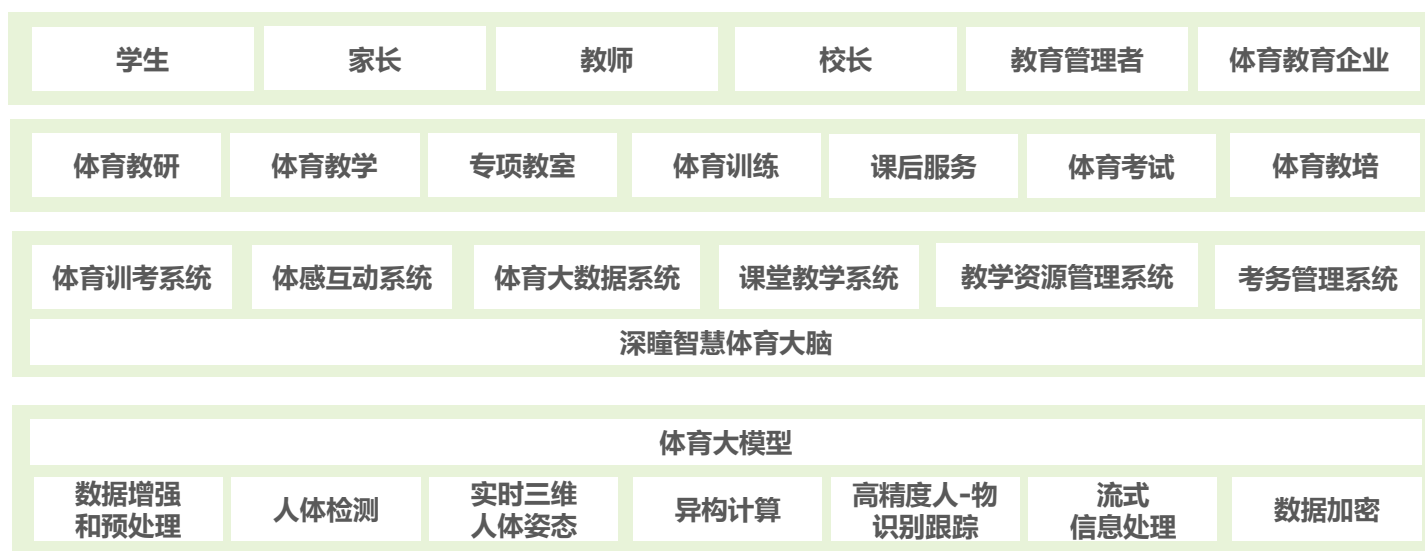 学生 家长 教师 校长 教育管理者 体育教育企业
体育教研 体育教学 专项教室 体育训练 课后服务 体育考试 体育教培
体育训考系统 体感互动系统 体育大数据系统 课堂教学系统 教学资源管理系统 考务管理系统
深瞳智慧体育大脑
体育大模型
数据增强
和预处理
人体检测
实时三维
人体姿态
异构计算
高精度人-物
识别跟踪
流式
信息处理
数据加密